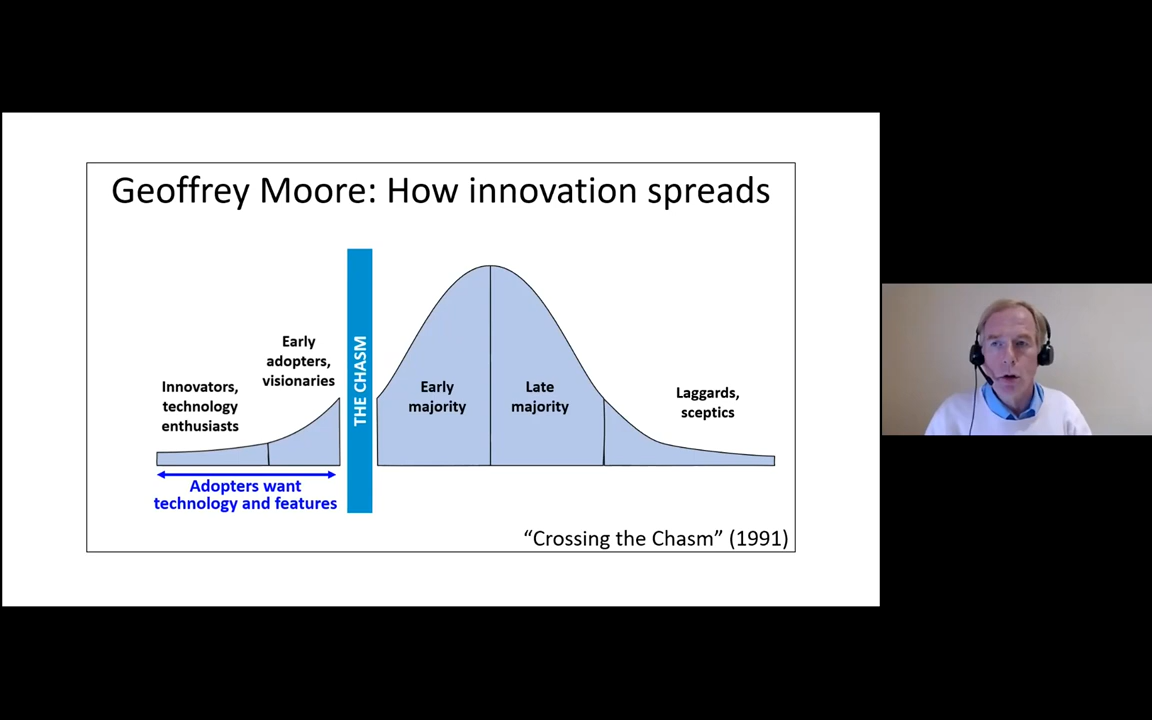 Geoffrey Moore: How innovation spreads
Early
adopters,
visionaries
Innovators,
technology
enthusiasts
THE CHASM
Early
majority
Late
majority
Laggards,
sceptics
Adopters want
technology and features
“Crossing the Chasm” (1991)